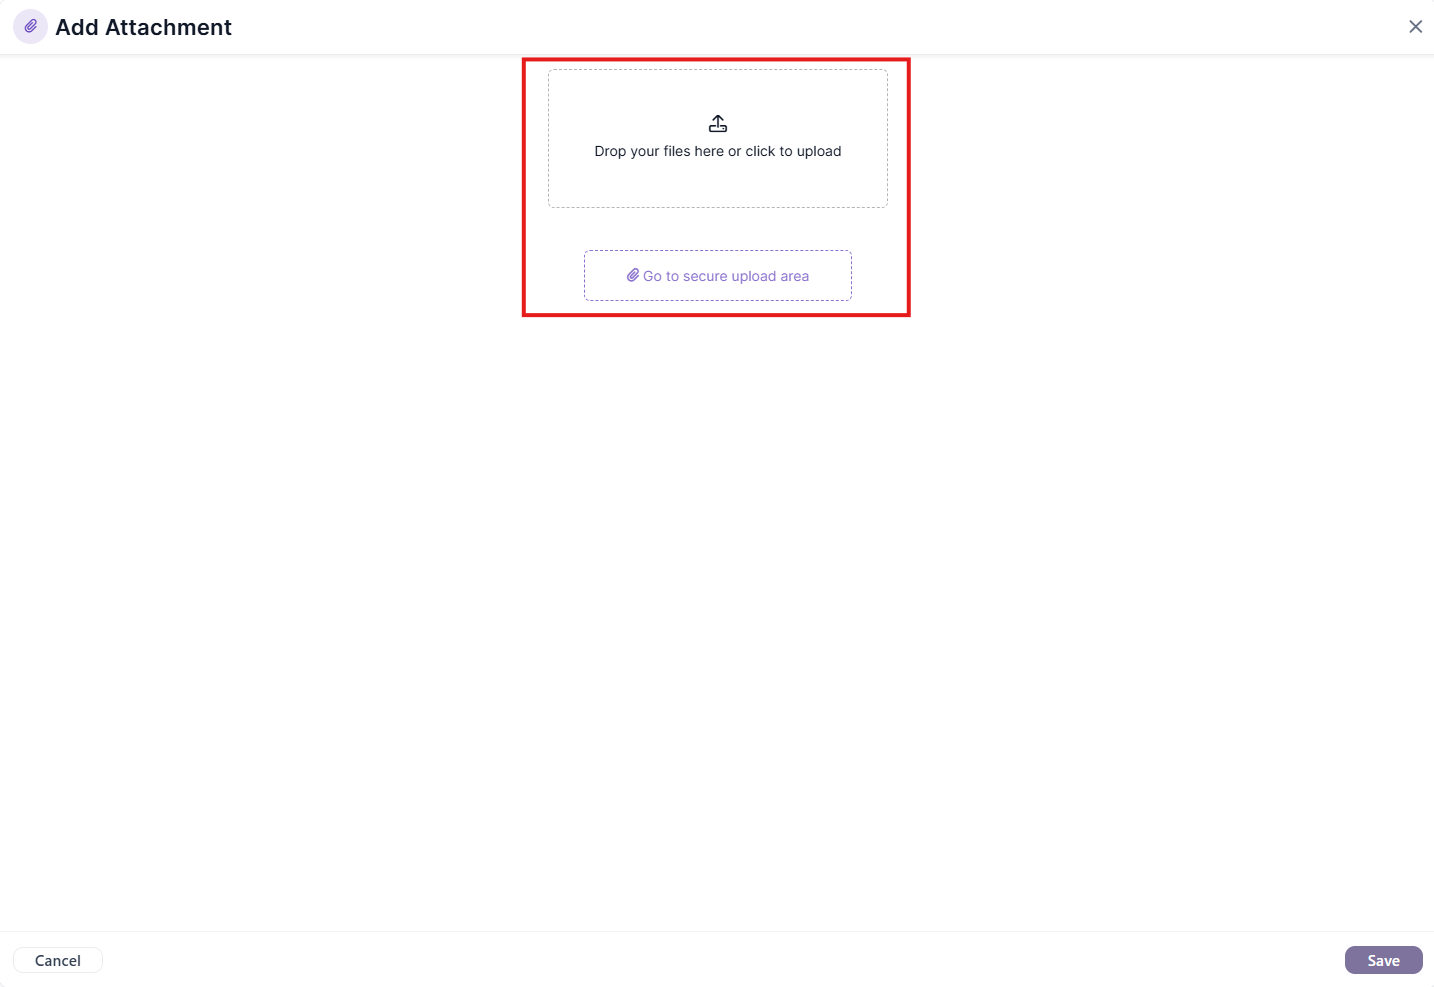 Add Attachment
Drop your files here or click to upload
Go to secure upload area
Cancel
Save